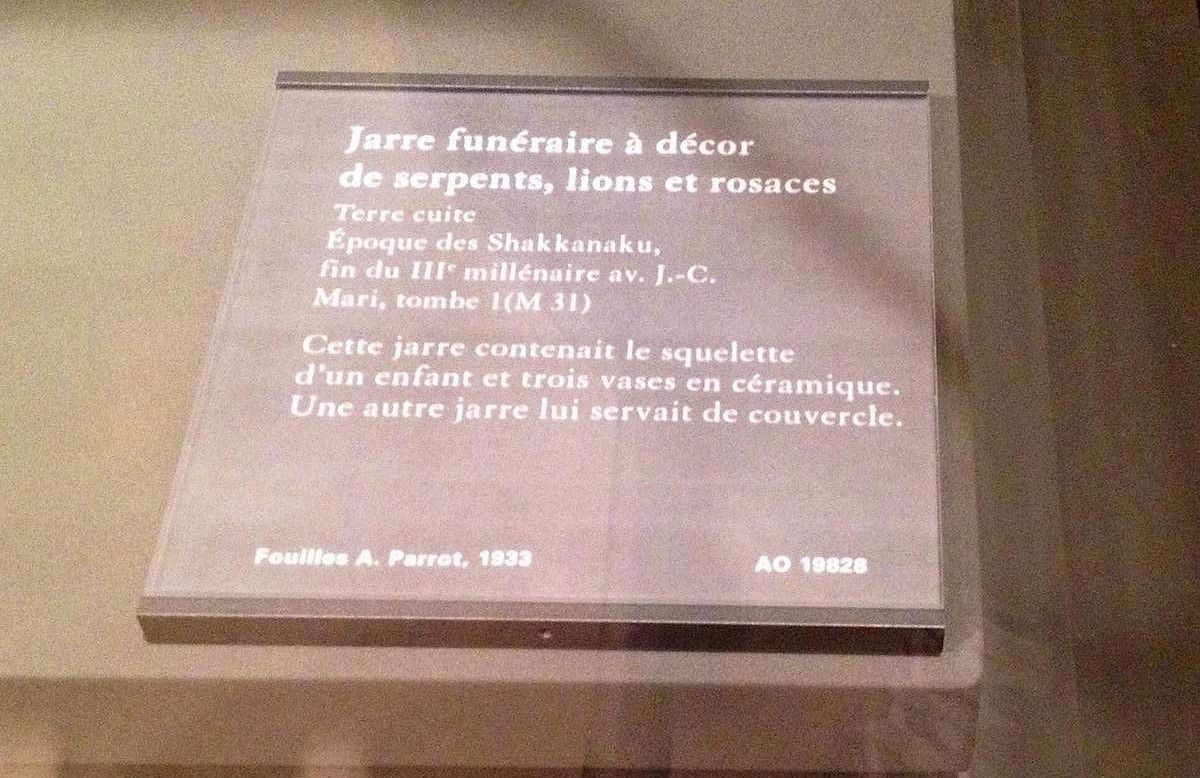 Jarre funéraire à décor
de serpents, lions et rosaces
Terre cuite
Époque des Shakkanaku,
fin du IIIᵉ millénaire av. J.-C.
Mari, tombe 1(M 31)
Cette jarre contenait le squelette
d'un enfant et trois vases en céramique.
Une autre jarre lui servait de couvercle.
Fouilles A. Parrot, 1933
AO 19828